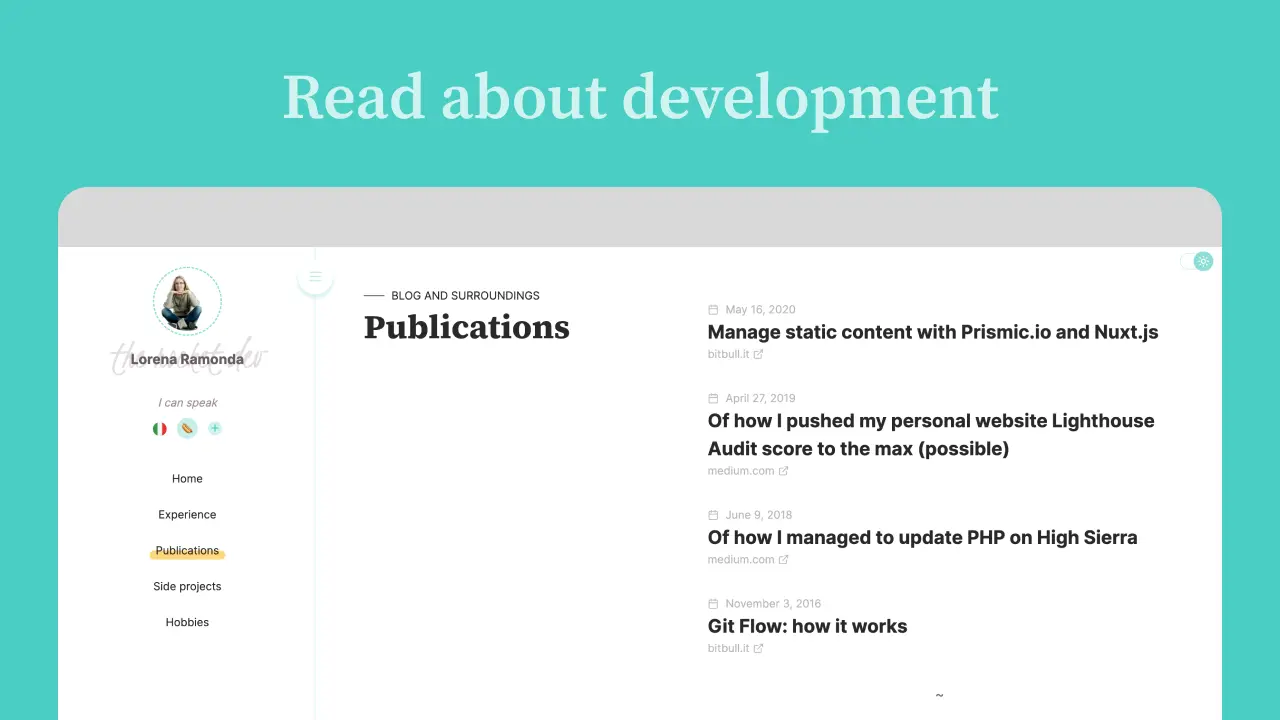 Read about development
the rocket dev
Lorena Ramonda
I can speak
Home
Experience
Publications
Side projects
Hobbies
BLOG AND SURROUNDINGS
Publications
May 16, 2020
Manage static content with Prismic.io and Nuxt.js
bitbull.it
April 27, 2019
Of how I pushed my personal website Lighthouse
Audit score to the max (possible)
medium.com
June 9, 2018
Of how I managed to update PHP on High Sierra
medium.com
November 3, 2016
Git Flow: how it works
bitbull.it
~